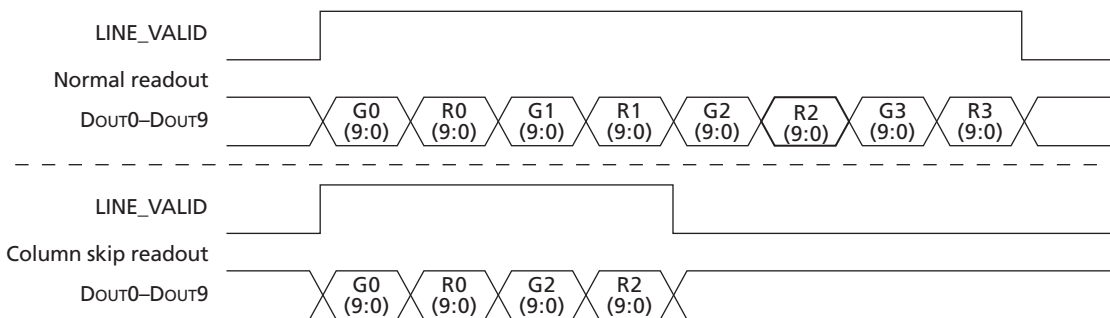 LINE_VALID
Normal readout
DOUT0–DOUT9
G0 (9:0) R0 (9:0) G1 (9:0) R1 (9:0) G2 (9:0) R2 (9:0) G3 (9:0) R3 (9:0)
LINE_VALID
Column skip readout
DOUT0–DOUT9
G0 (9:0) R0 (9:0) G2 (9:0) R2 (9:0)